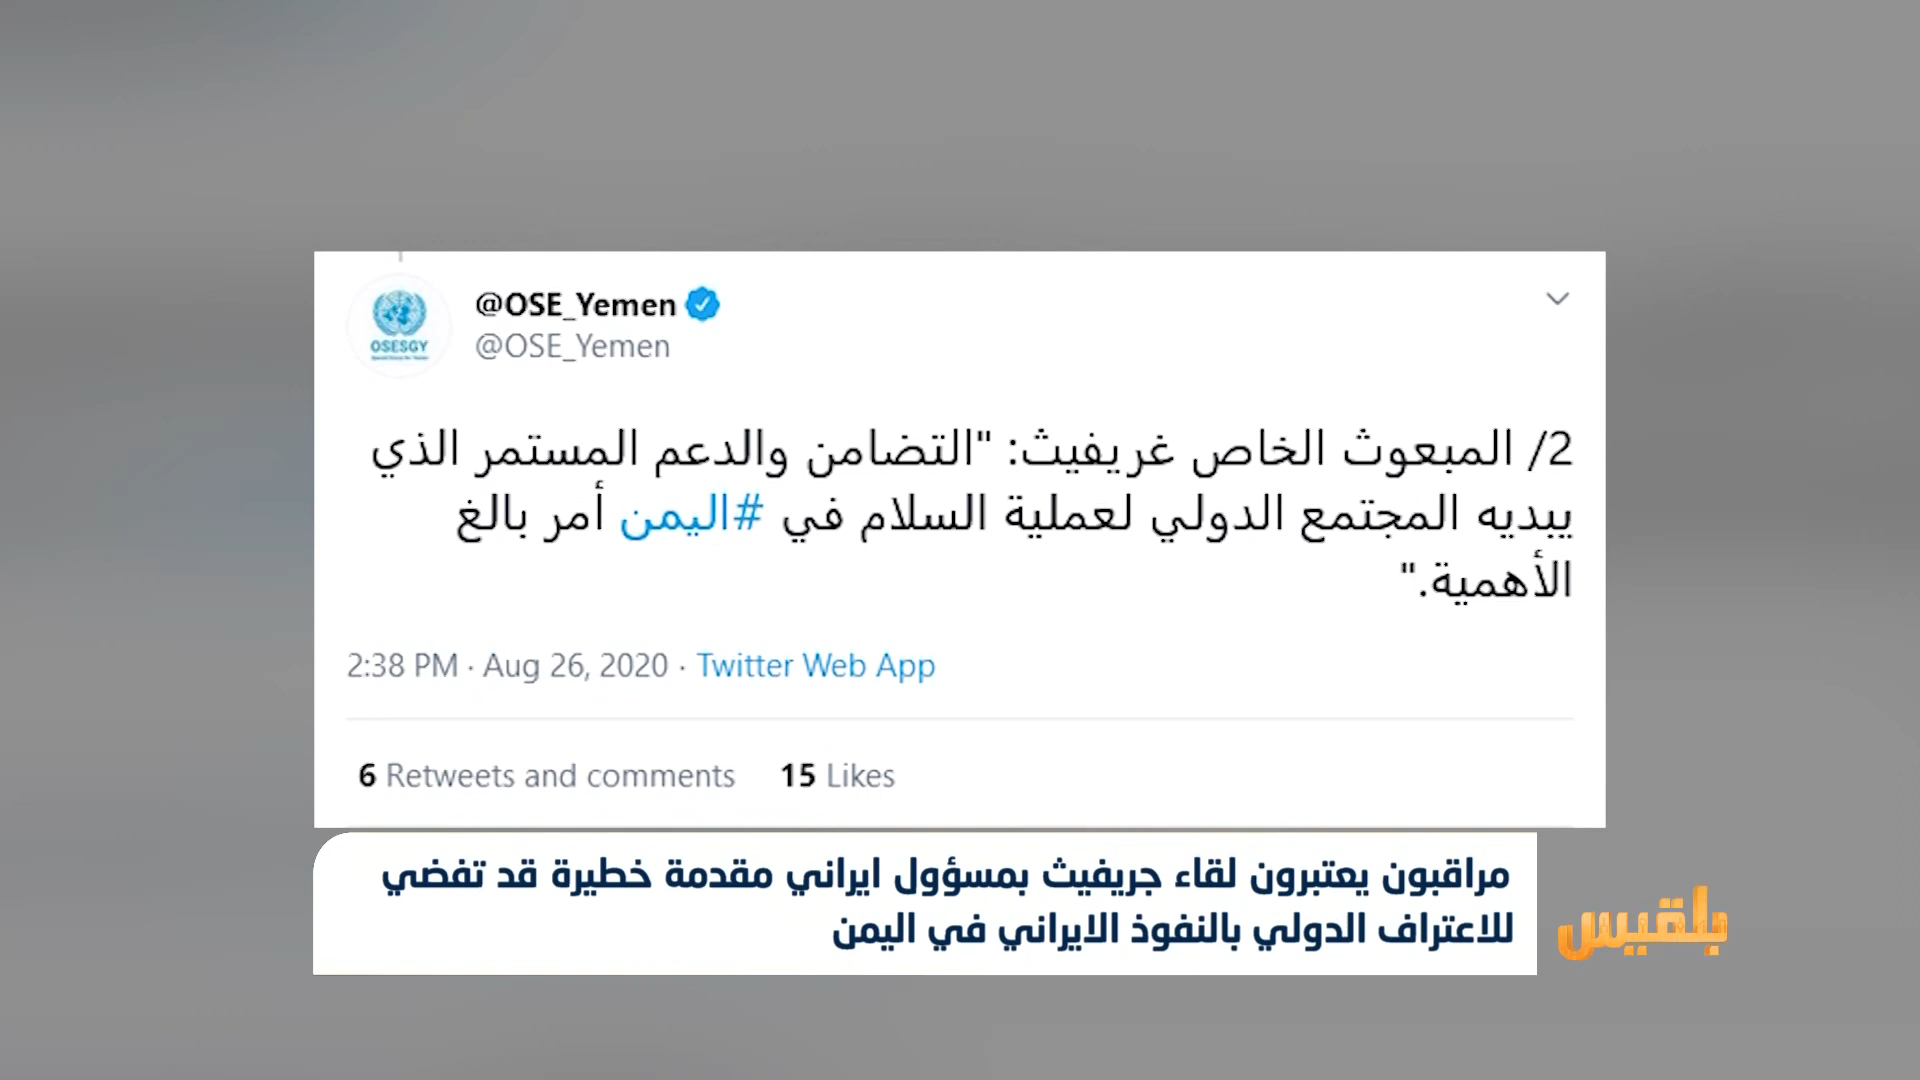 @OSE_Yemen
@OSE_Yemen
OSESGY
2/ المبعوث الخاص غريفيث: "التضامن والدعم المستمر الذي
يبديه المجتمع الدولي لعملية السلام في #اليمن أمر بالغ
الأهمية."
2:38 PM · Aug 26, 2020 · Twitter Web App
6 Retweets and comments 15 Likes
مراقبون يعتبرون لقاء جريفيث بمسؤول ايراني مقدمة خطيرة قد تفضي
للاعتراف الدولي بالنفوذ الايراني في اليمن
بلقيس